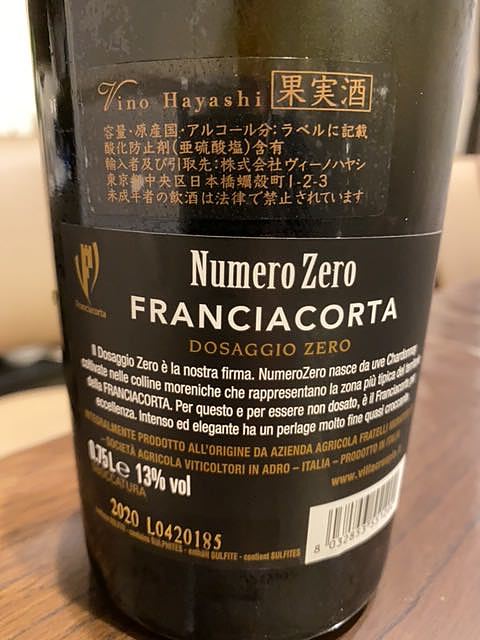 Vino Hayashi 果実酒
容量・原産国・アルコール分:ラベルに記載
酸化防止剤(亜硫酸塩)含有
輸入者及び引取先:株式会社ヴィーノハヤシ
東京都中央区日本橋蠣殻町1-2-3
未成年者の飲酒は法律で禁止されています
Franciacorta
Numero Zero
FRANCIACORTA
DOSAGGIO ZERO
Il Dosaggio Zero è la nostra firma. NumeroZero nasce da uve Chardonnay
coltivate nelle colline moreniche che rappresentano la zona più tipica del territorio
della FRANCIACORTA. Per questo e per essere non dosato, è il Franciacorta per
eccellenza. Intenso ed elegante ha un perlage molto fine quasi croccante.
INTEGRALMENTE PRODOTTO ALL'ORIGINE DA AZIENDA AGRICOLA FRATELLI
– SOCIETÀ AGRICOLA VITICOLTORI IN ADRO – ITALIA – PRODOTTO IN ITALIA
0,75L e 13% vol
SBOCCATURA
2020 L0420185
SULFITE - contains SULPHITES - enthält SULFITE - contient SULFITES